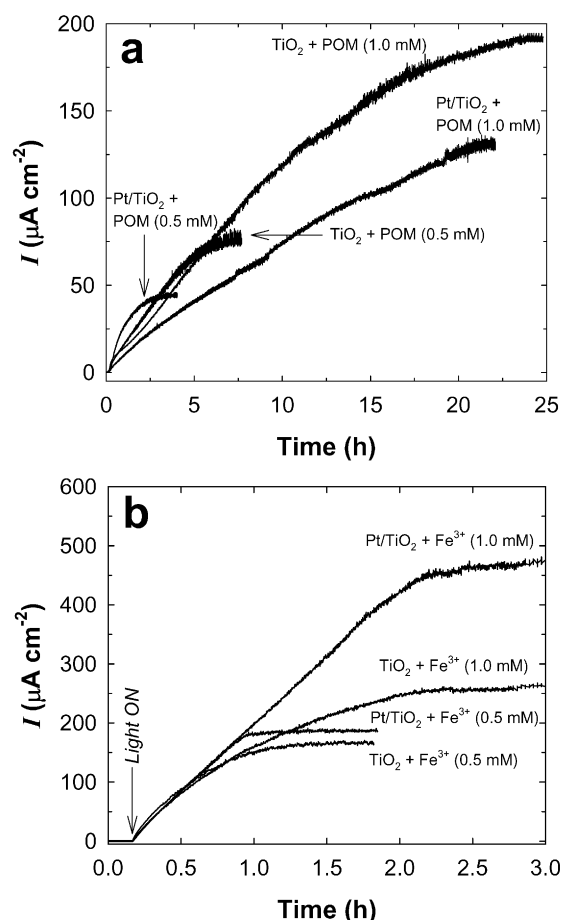 a
TiO₂ + POM (1.0 mM)
Pt/TiO₂ +
POM (1.0 mM)
Pt/TiO₂ +
POM (0.5 mM)
TiO₂ + POM (0.5 mM)
I (μA cm⁻²)
200
150
100
50
0
0 5 10 15 20 25
Time (h)
b
Pt/TiO₂ + Fe³⁺ (1.0 mM)
TiO₂ + Fe³⁺ (1.0 mM)
Pt/TiO₂ + Fe³⁺ (0.5 mM)
TiO₂ + Fe³⁺ (0.5 mM)
Light ON
I (μA cm⁻²)
600
500
400
300
200
100
0
0.0 0.5 1.0 1.5 2.0 2.5 3.0
Time (h)